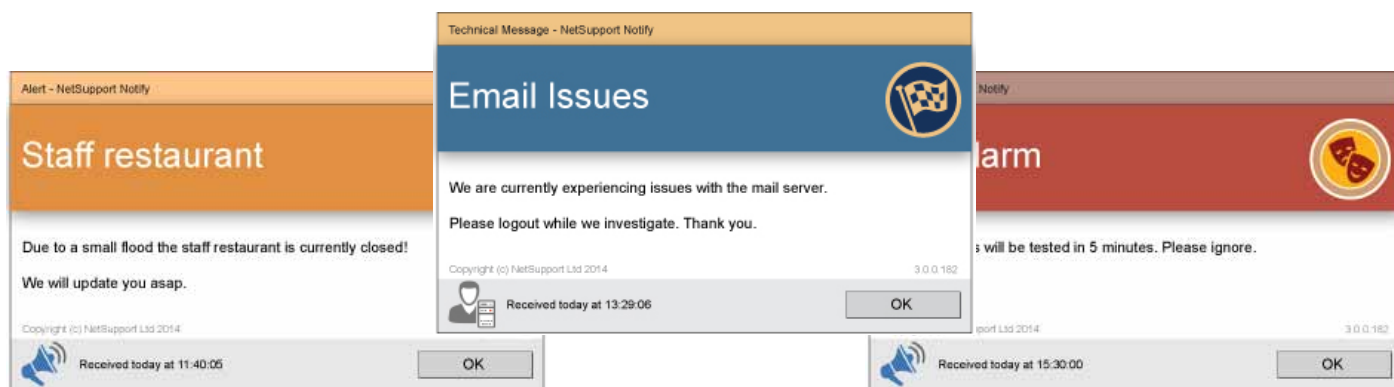 Alert - NetSupport Notify
Staff restaurant
Due to a small flood the staff restaurant is currently closed!
We will update you asap.
Copyright (c) NetSupport Ltd 2014
Received today at 11:40:05
OK
Technical Message - NetSupport Notify
Email Issues
We are currently experiencing issues with the mail server.
Please logout while we investigate. Thank you.
Copyright (c) NetSupport Ltd 2014
3.0.0.182
Received today at 13:29:06
OK
Notify
larm
s will be tested in 5 minutes. Please ignore.
port Ltd 2014
3.0.0.182
Received today at 15:30:00
OK